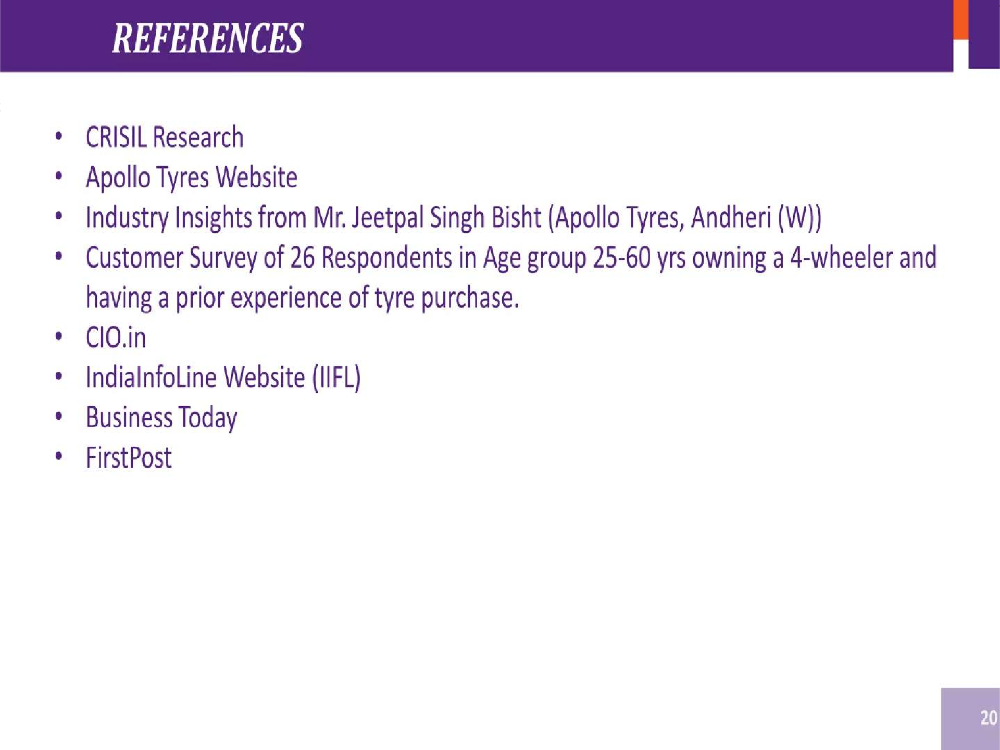 REFERENCES
• CRISIL Research
• Apollo Tyres Website
• Industry Insights from Mr. Jeetpal Singh Bisht (Apollo Tyres, Andheri (W))
• Customer Survey of 26 Respondents in Age group 25-60 yrs owning a 4-wheeler and
having a prior experience of tyre purchase.
• CIO.in
• IndiaInfoLine Website (IIFL)
• Business Today
• FirstPost
20